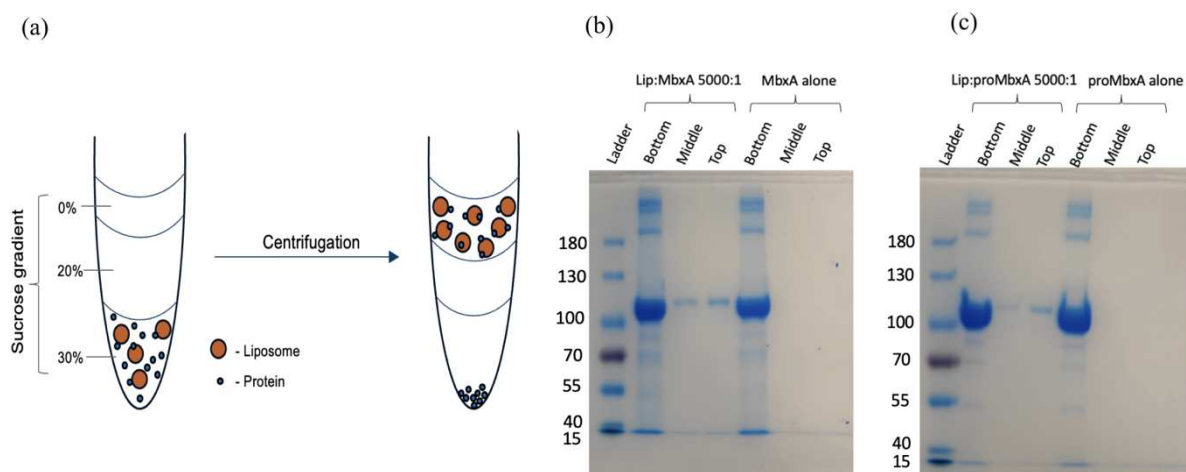 (a)
Sucrose gradient
0%
20%
30%
Centrifugation
- Liposome
- Protein
(b)
Lip:MbxA 5000:1 MbxA alone
Ladder Bottom Middle Top Bottom Middle Top
180
130
100
70
55
40
15
(c)
Lip:proMbxA 5000:1 proMbxA alone
Ladder Bottom Middle Top Bottom Middle Top
180
130
100
70
55
40
15